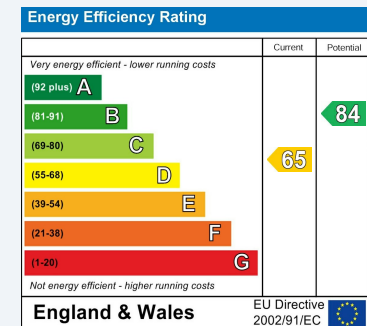 Energy Efficiency Rating
Current Potential
Very energy efficient - lower running costs
(92 plus) A
(81-91) B
84
(69-80) C
65
(55-68) D
(39-54) E
(21-38) F
(1-20) G
Not energy efficient - higher running costs
England & Wales
EU Directive
2002/91/EC